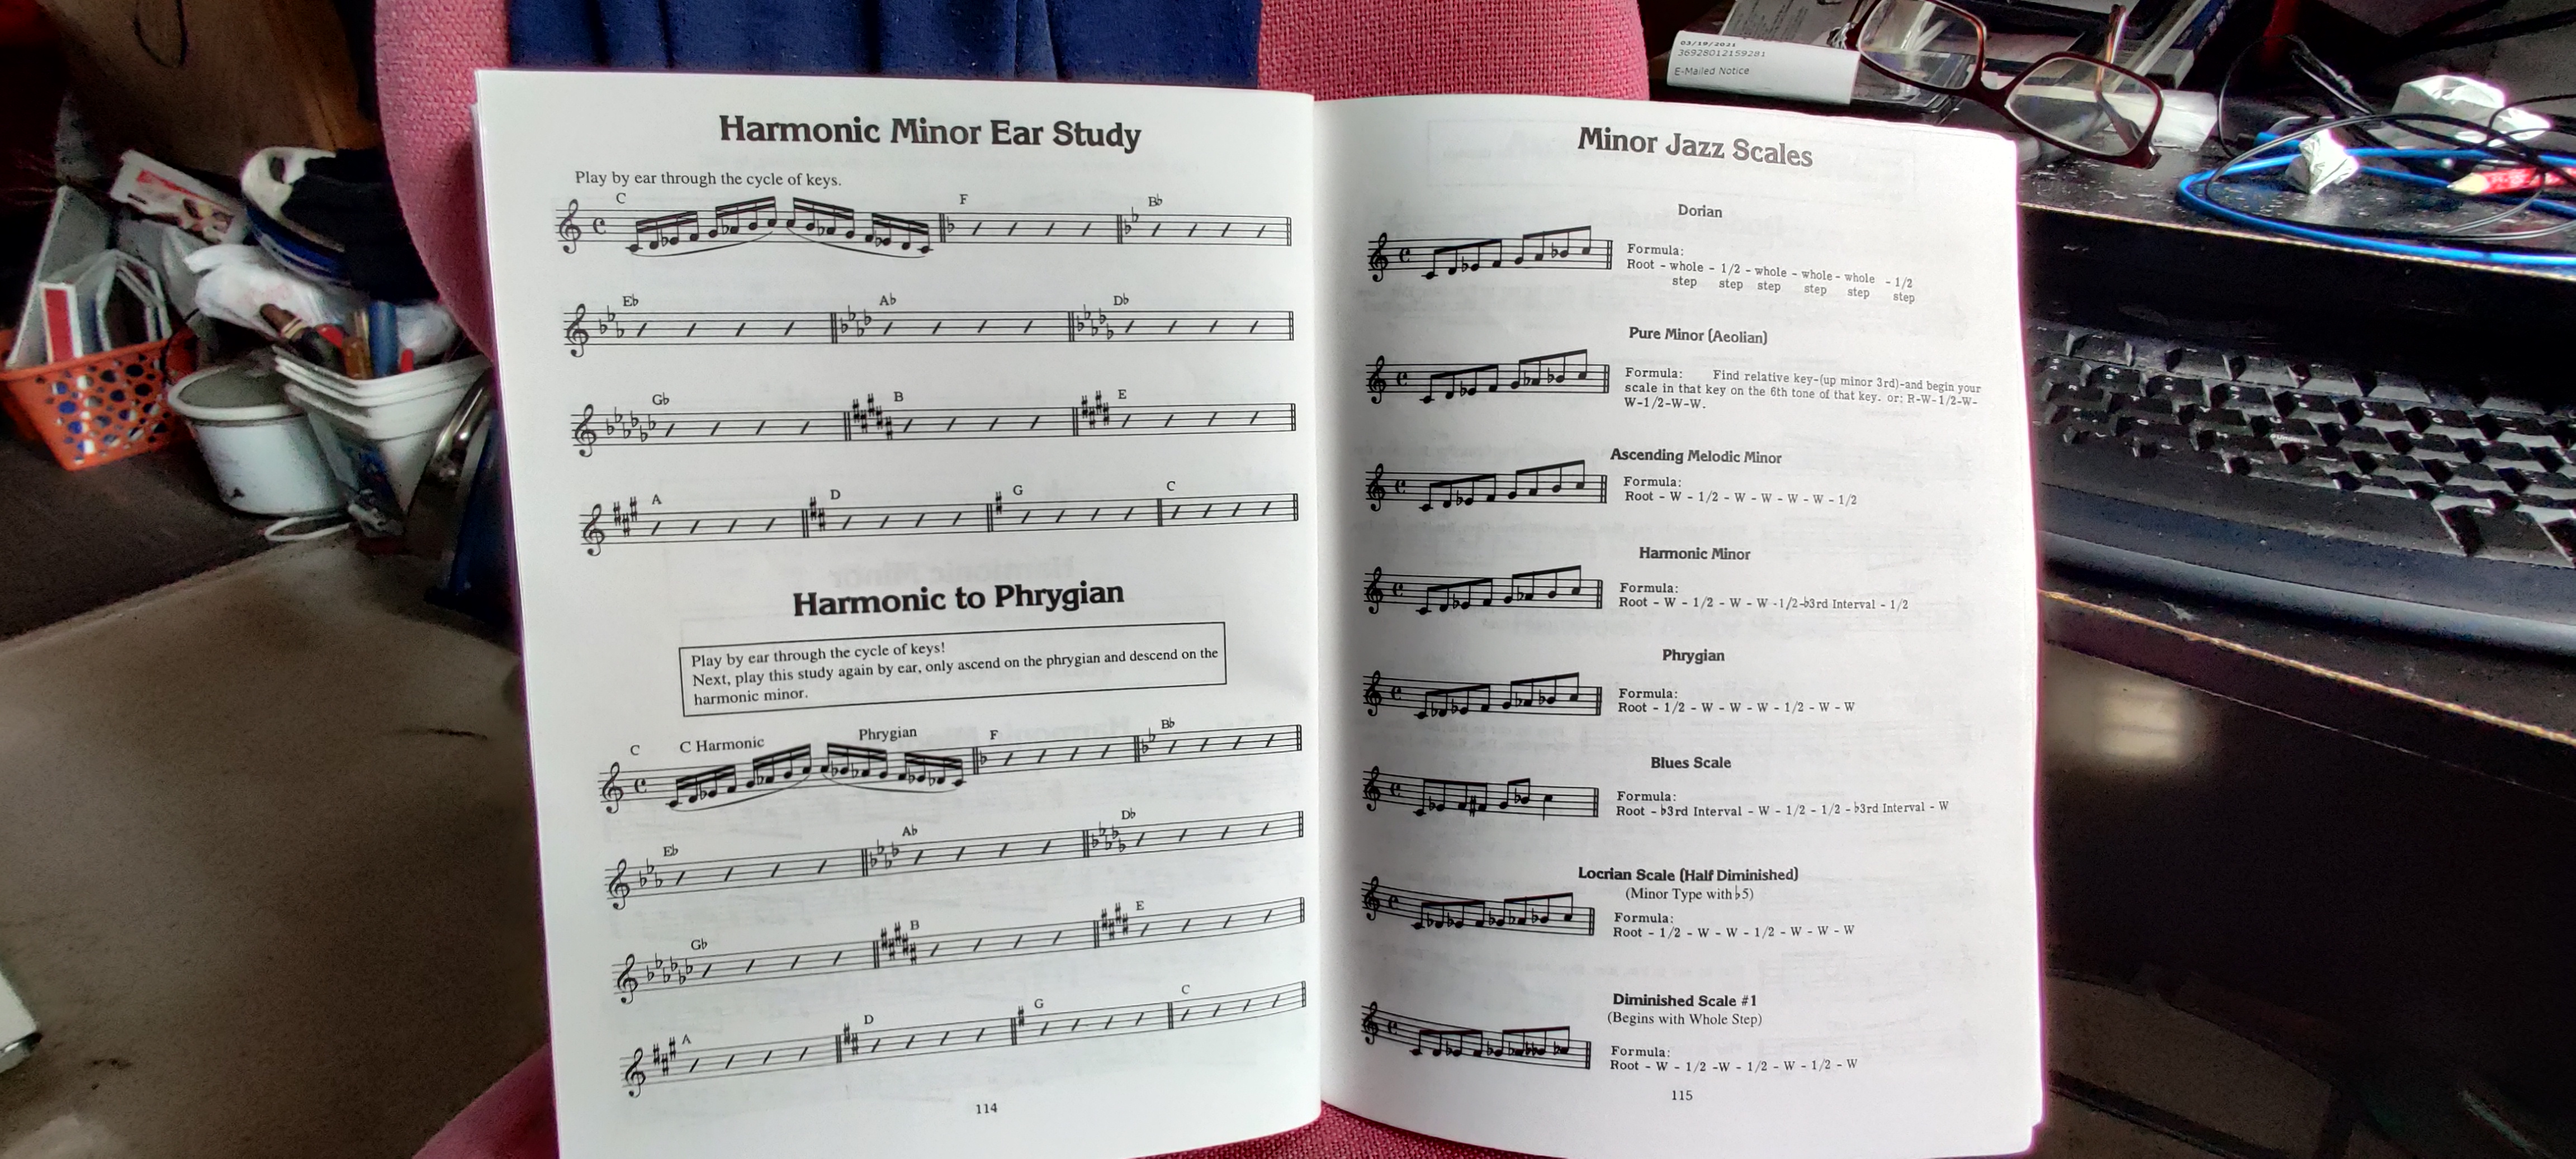 03/19/2021
36928012159281
E-Mailed Notice
Harmonic Minor Ear Study
Play by ear through the cycle of keys.
C F B♭
E♭ A♭ D♭
G♭ B E
A D G C
Harmonic to Phrygian
Play by ear through the cycle of keys!
Next, play this study again by ear, only ascend on the phrygian and descend on the
harmonic minor.
C C Harmonic Phrygian F B♭
E♭ A♭ D♭
G♭ B E
A D G C
114
Minor Jazz Scales
Dorian
Formula:
Root - whole - 1/2 - whole - whole - whole - 1/2
step step step step step step
Pure Minor (Aeolian)
Formula: Find relative key-(up minor 3rd)-and begin your
scale in that key on the 6th tone of that key. or: R-W-1/2-W-
W-1/2-W-W.
Ascending Melodic Minor
Formula:
Root - W - 1/2 - W - W - W - W - 1/2
Harmonic Minor
Formula:
Root - W - 1/2 - W - W -1/2-♭3rd Interval - 1/2
Phrygian
Formula:
Root - 1/2 - W - W - W - 1/2 - W - W
Blues Scale
Formula:
Root - ♭3rd Interval - W - 1/2 - 1/2 - ♭3rd Interval - W
Locrian Scale (Half Diminished)
(Minor Type with ♭5)
Formula:
Root - 1/2 - W - W - 1/2 - W - W - W
Diminished Scale #1
(Begins with Whole Step)
Formula:
Root - W - 1/2 -W - 1/2 - W - 1/2 - W
115